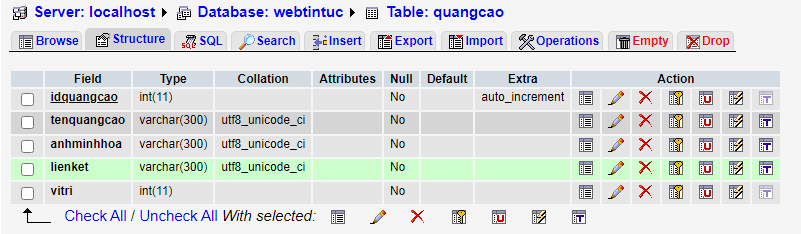 Server: localhost Database: webtintuc Table: quangcao
Browse Structure SQL Search Insert Export Import Operations Empty Drop
Field Type Collation Attributes Null Default Extra Action
idquangcao int(11) No auto_increment
tenquangcao varchar(300) utf8_unicode_ci No
anhminhhoa varchar(300) utf8_unicode_ci No
lienket varchar(300) utf8_unicode_ci No
vitri int(11) No
Check All / Uncheck All With selected: